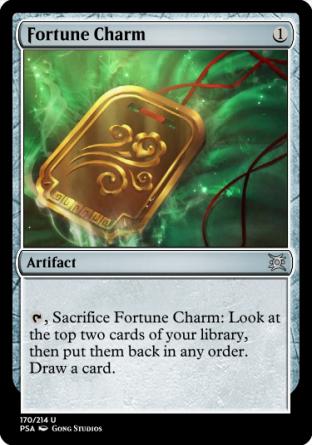 Fortune Charm 1
Artifact
, Sacrifice Fortune Charm: Look at
the top two cards of your library,
then put them back in any order.
Draw a card.
170/214 U
PSA Gong Studios